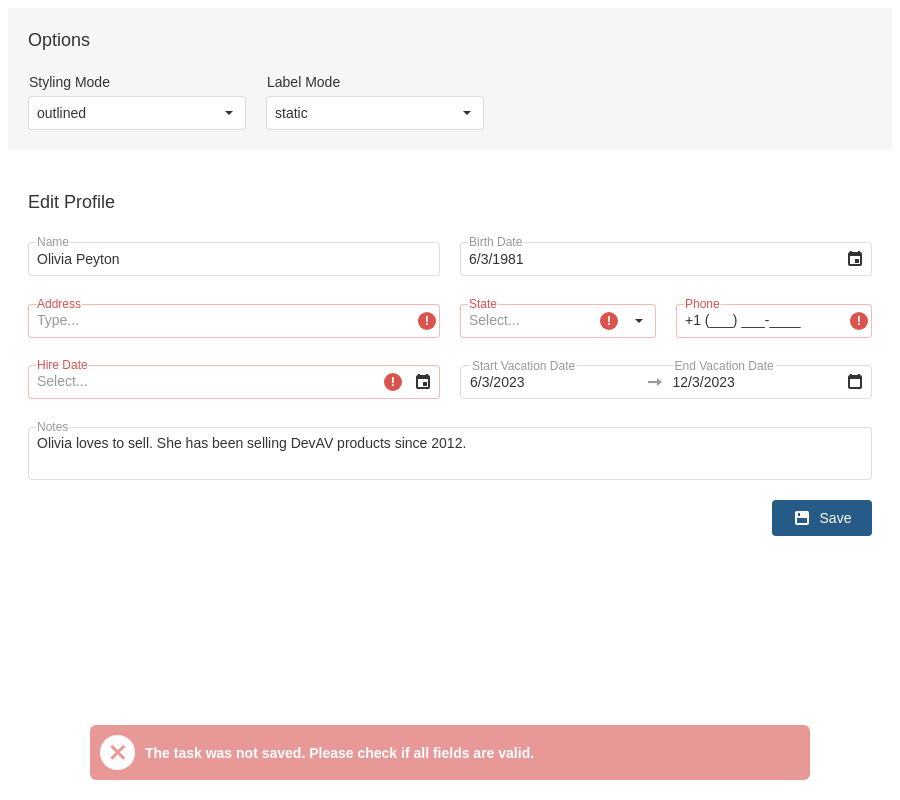 Options
Styling Mode Label Mode
outlined static
Edit Profile
Name Birth Date
Olivia Peyton 6/3/1981
Address State Phone
Type... Select... +1 (___) ___-____
Hire Date Start Vacation Date End Vacation Date
Select... 6/3/2023 12/3/2023
Notes
Olivia loves to sell. She has been selling DevAV products since 2012.
Save
The task was not saved. Please check if all fields are valid.